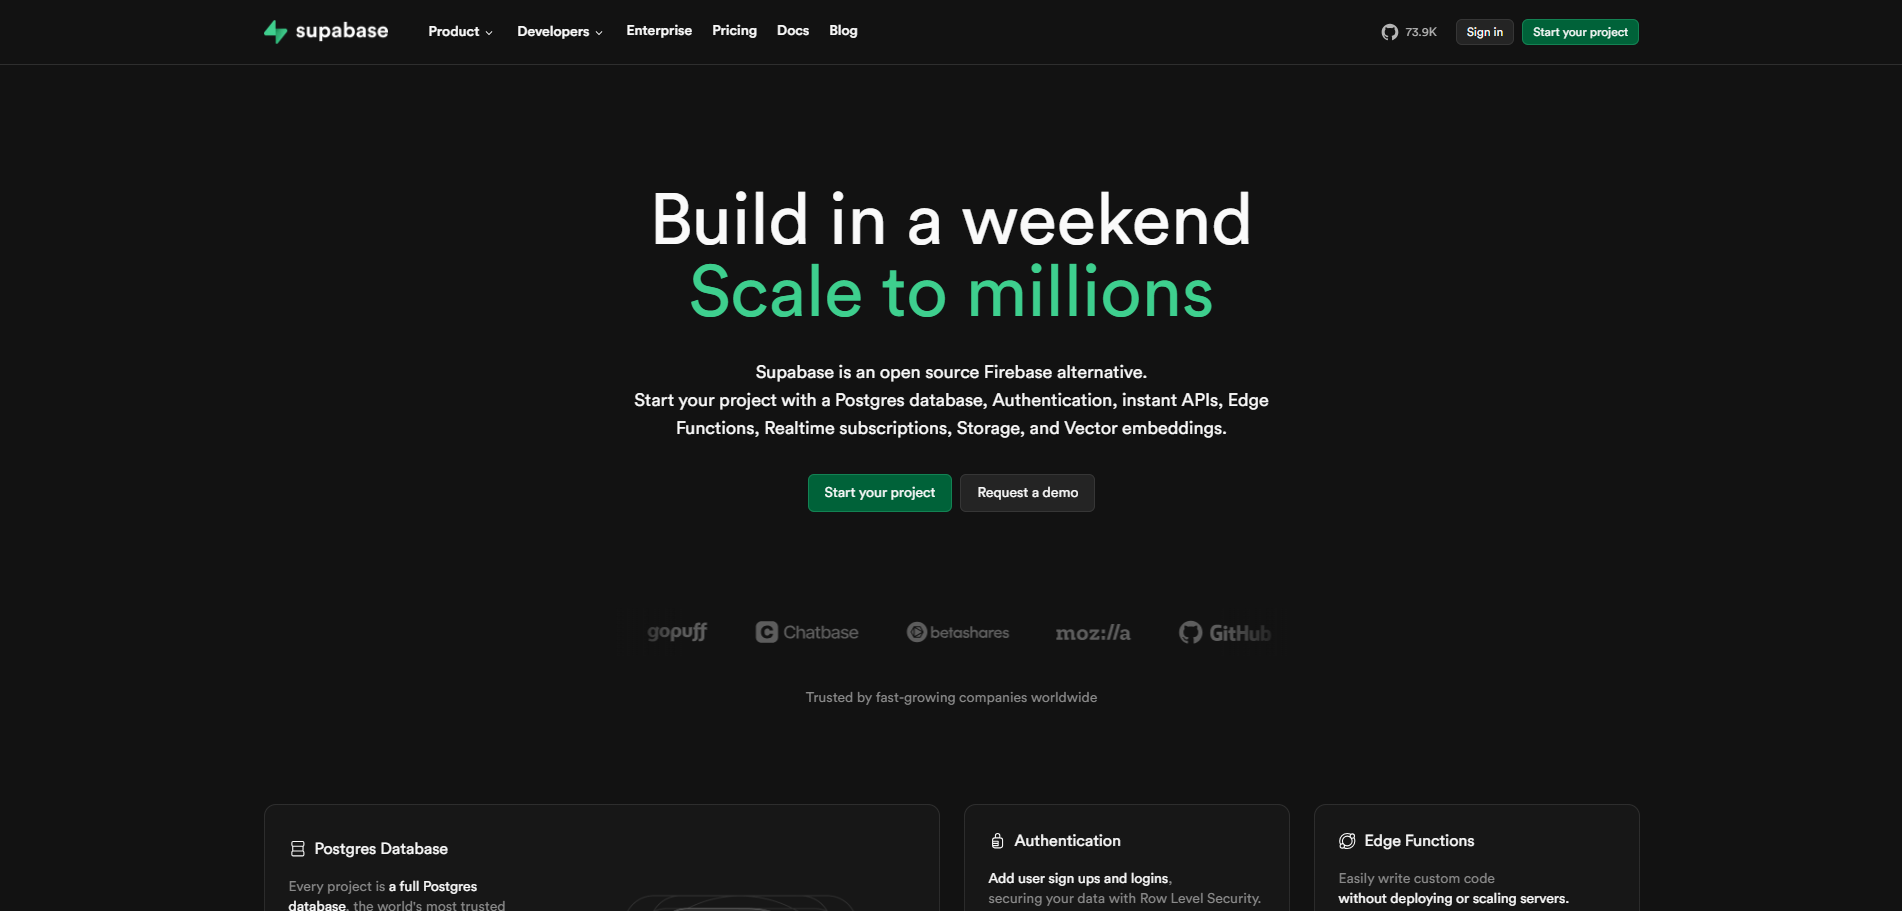 supabase
Product
Developers
Enterprise
Pricing
Docs
Blog
73.9K
Sign in
Start your project
Build in a weekend
Scale to millions
Supabase is an open source Firebase alternative.
Start your project with a Postgres database, Authentication, instant APIs, Edge
Functions, Realtime subscriptions, Storage, and Vector embeddings.
Start your project
Request a demo
gopuff
Chatbase
betashares
moz://a
GitHub
Trusted by fast-growing companies worldwide
Postgres Database
Every project is a full Postgres
database, the world's most trusted
Authentication
Add user sign ups and logins,
securing your data with Row Level Security.
Edge Functions
Easily write custom code
without deploying or scaling servers.